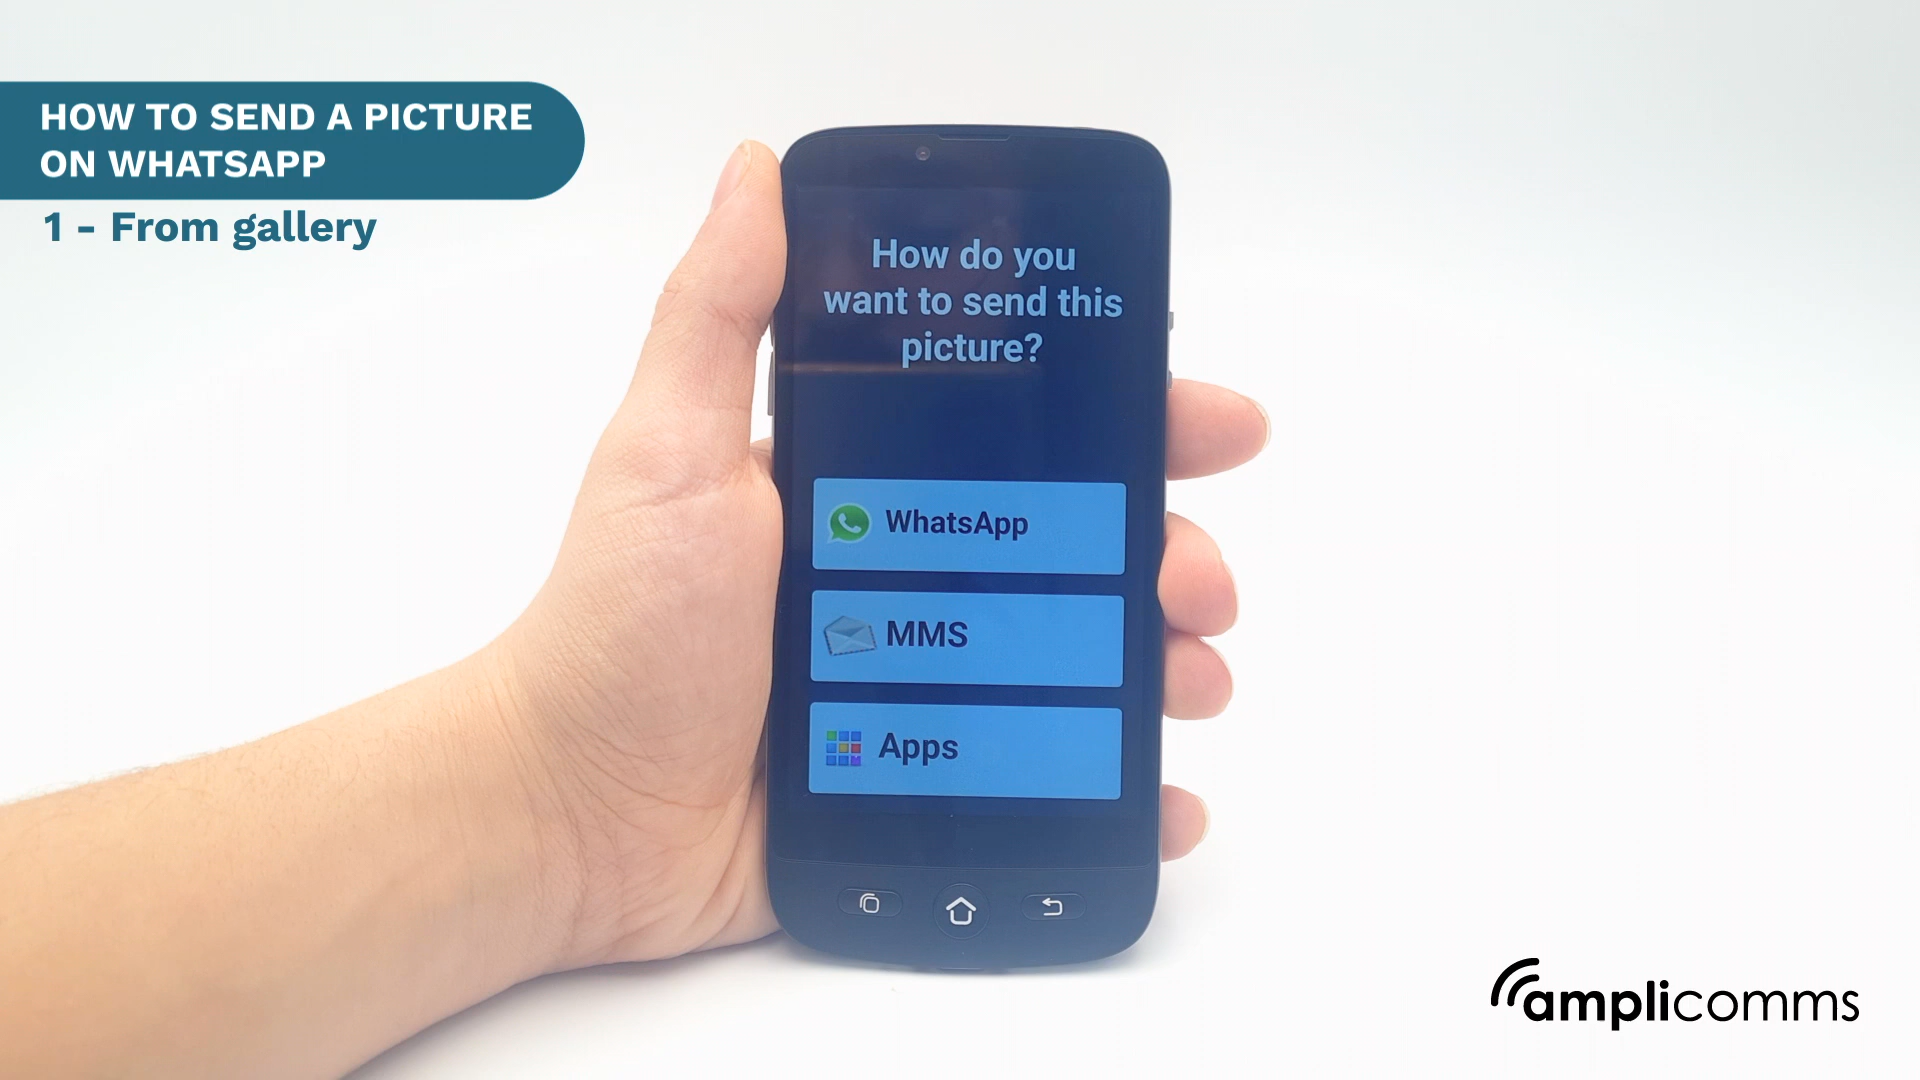 HOW TO SEND A PICTURE
ON WHATSAPP
1 - From gallery
How do you
want to send this
picture?
WhatsApp
MMS
Apps
amplicomms